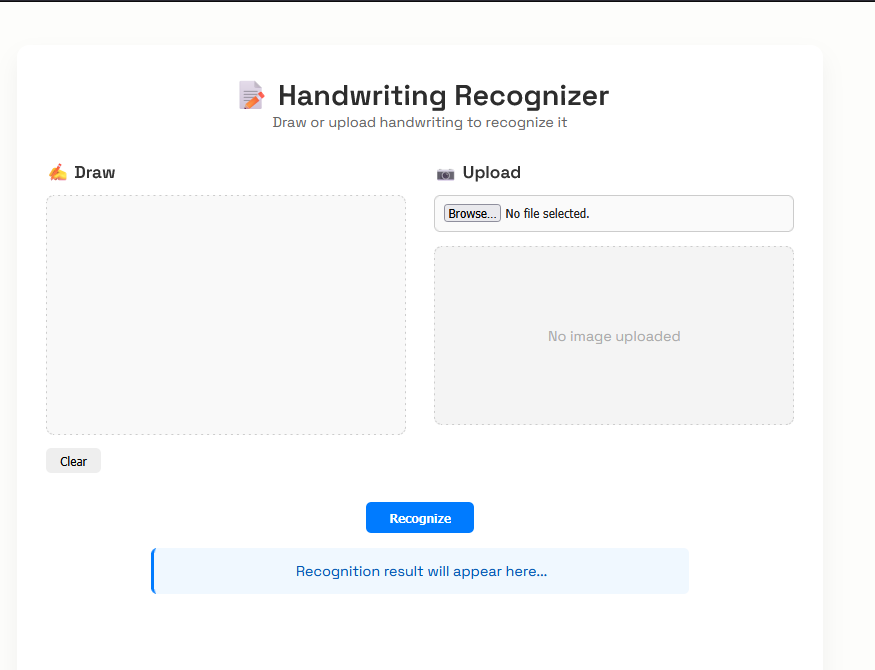 📝 Handwriting Recognizer
Draw or upload handwriting to recognize it
✍️ Draw
📷 Upload
Browse... No file selected.
No image uploaded
Clear
Recognize
Recognition result will appear here...